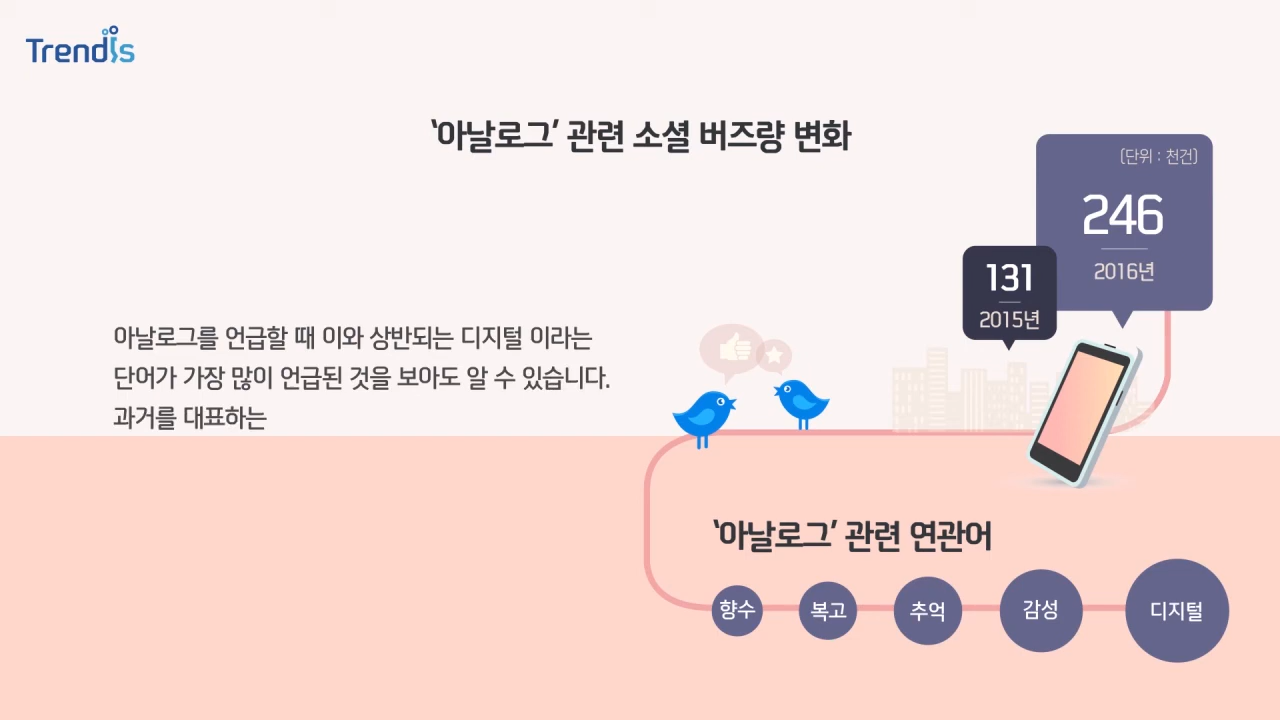 Trendis
‘아날로그’ 관련 소셜 버즈량 변화
(단위 : 천건)
246
2016년
131
2015년
아날로그를 언급할 때 이와 상반되는 디지털 이라는
단어가 가장 많이 언급된 것을 보아도 알 수 있습니다.
과거를 대표하는
‘아날로그’ 관련 연관어
향수
복고
추억
감성
디지털